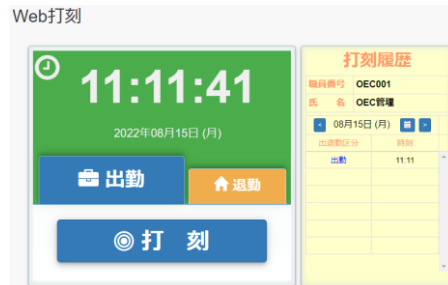 Web打刻
11:11:41
2022年08月15日 (月)
出勤
退勤
打 刻
打刻履歴
職員番号 OEC001
氏 名 OEC管理
< 08月15日 (月) >
出退勤区分 時刻
出勤 11:11